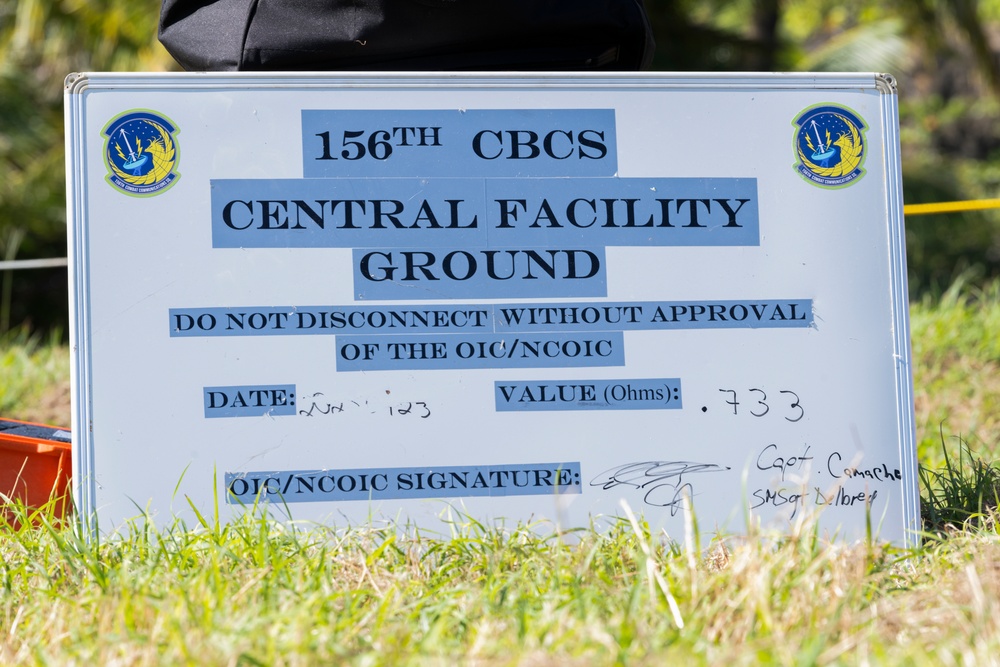 156TH CBCS
CENTRAL FACILITY
GROUND
DO NOT DISCONNECT WITHOUT APPROVAL
OF THE OIC/NCOIC
DATE: VALUE (Ohms): .733
OIC/NCOIC SIGNATURE: Capt. Camacho
SMSgt